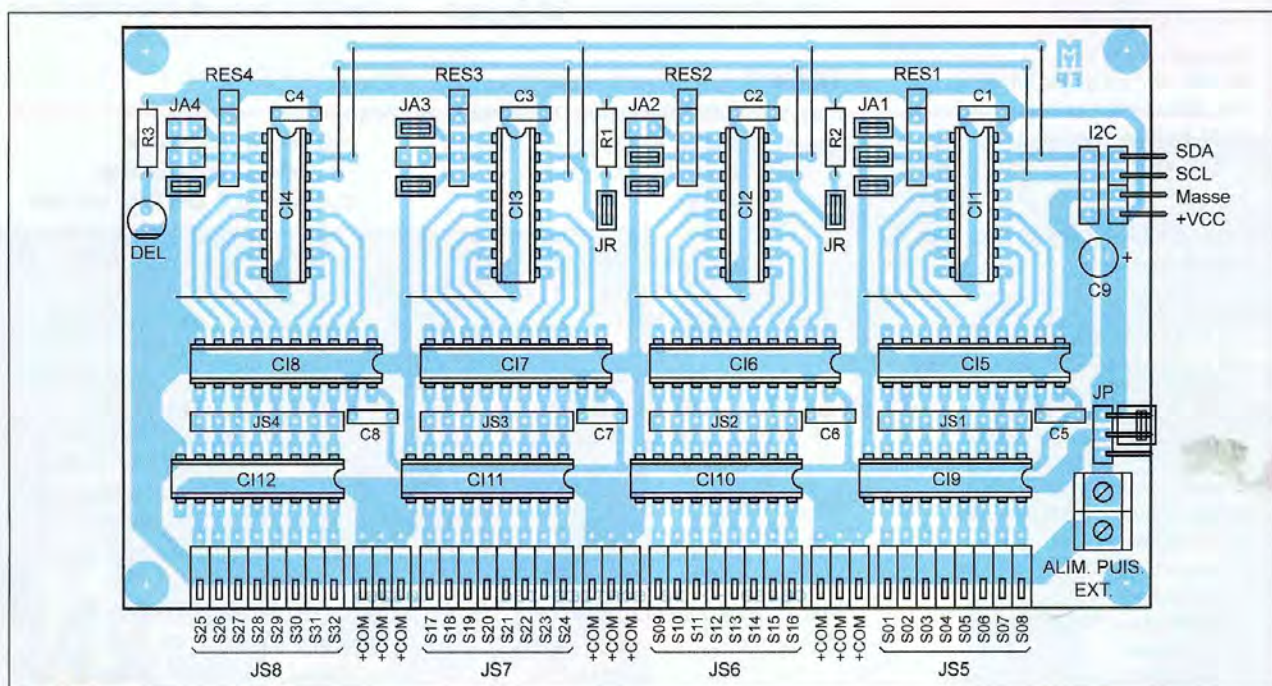 RES4 RES3 RES2 RES1
C4 C3 C2 C1
JA4 JA3 JA2 JA1
I2C
R3 R1 R2
SDA
SCL
Masse
+VCC
CI4 CI3 CI2 CI1
DEL JR JR
+
C9
CI8 CI7 CI6 CI5
JP
JS4 C8 JS3 C7 JS2 C6 JS1 C5
CI12 CI11 CI10 CI9
ALIM. PUIS.
EXT.
S25 S26 S27 S28 S29 S30 S31 S32 +COM +COM +COM S17 S18 S19 S20 S21 S22 S23 S24 +COM +COM +COM S09 S10 S11 S12 S13 S14 S15 S16 +COM +COM +COM S01 S02 S03 S04 S05 S06 S07 S08
JS8 JS7 JS6 JS5